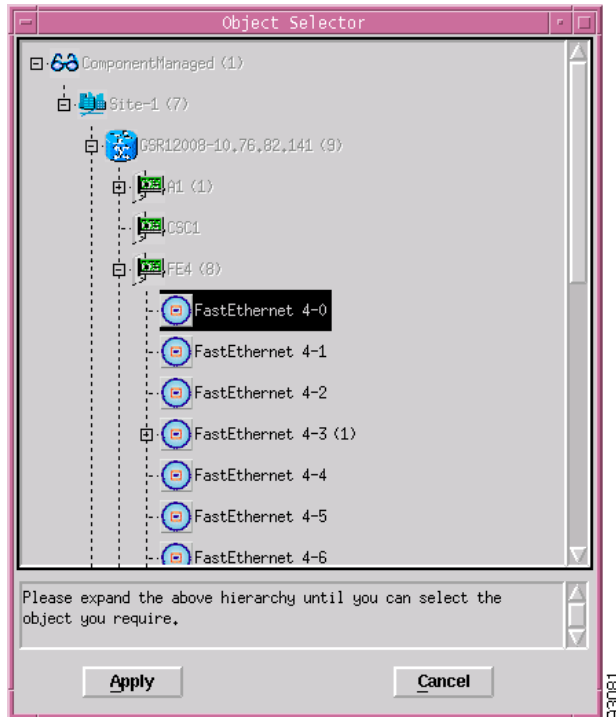 Object Selector
ComponentManaged (1)
Site-1 (7)
GSR12008-10.76.82.141 (9)
A1 (1)
CSC1
FE4 (8)
FastEthernet 4-0
FastEthernet 4-1
FastEthernet 4-2
FastEthernet 4-3 (1)
FastEthernet 4-4
FastEthernet 4-5
FastEthernet 4-6
Please expand the above hierarchy until you can select the
object you require.
Apply
Cancel
93081